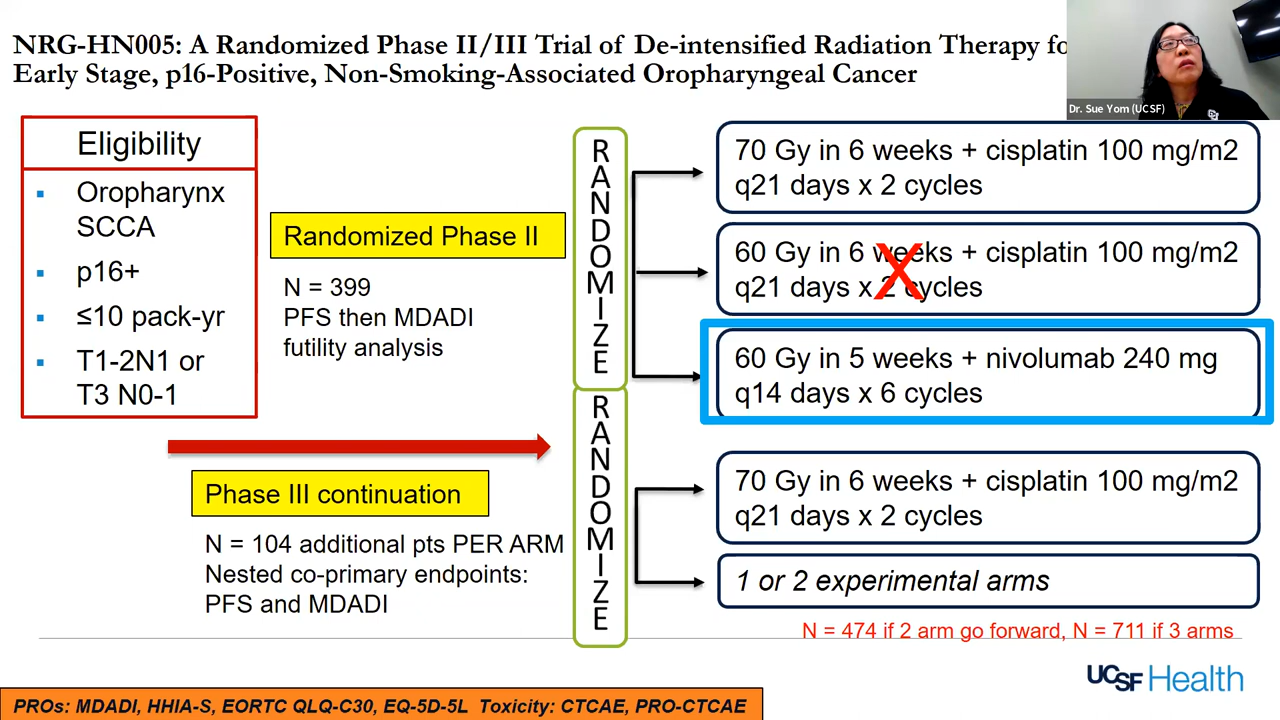 NRG-HN005: A Randomized Phase II/III Trial of De-intensified Radiation Therapy fo
Early Stage, p16-Positive, Non-Smoking-Associated Oropharyngeal Cancer
Dr. Sue Yom (UCSF)
Eligibility
▪ Oropharynx
SCCA
▪ p16+
▪ ≤10 pack-yr
▪ T1-2N1 or
T3 N0-1
Randomized Phase II
N = 399
PFS then MDADI
futility analysis
RANDOMIZE
70 Gy in 6 weeks + cisplatin 100 mg/m2
q21 days x 2 cycles
60 Gy in 6 weeks + cisplatin 100 mg/m2
q21 days x 2 cycles
X
60 Gy in 5 weeks + nivolumab 240 mg
q14 days x 6 cycles
Phase III continuation
N = 104 additional pts PER ARM
Nested co-primary endpoints:
PFS and MDADI
RANDOMIZE
70 Gy in 6 weeks + cisplatin 100 mg/m2
q21 days x 2 cycles
1 or 2 experimental arms
N = 474 if 2 arm go forward, N = 711 if 3 arms
UCSF Health
PROs: MDADI, HHIA-S, EORTC QLQ-C30, EQ-5D-5L Toxicity: CTCAE, PRO-CTCAE